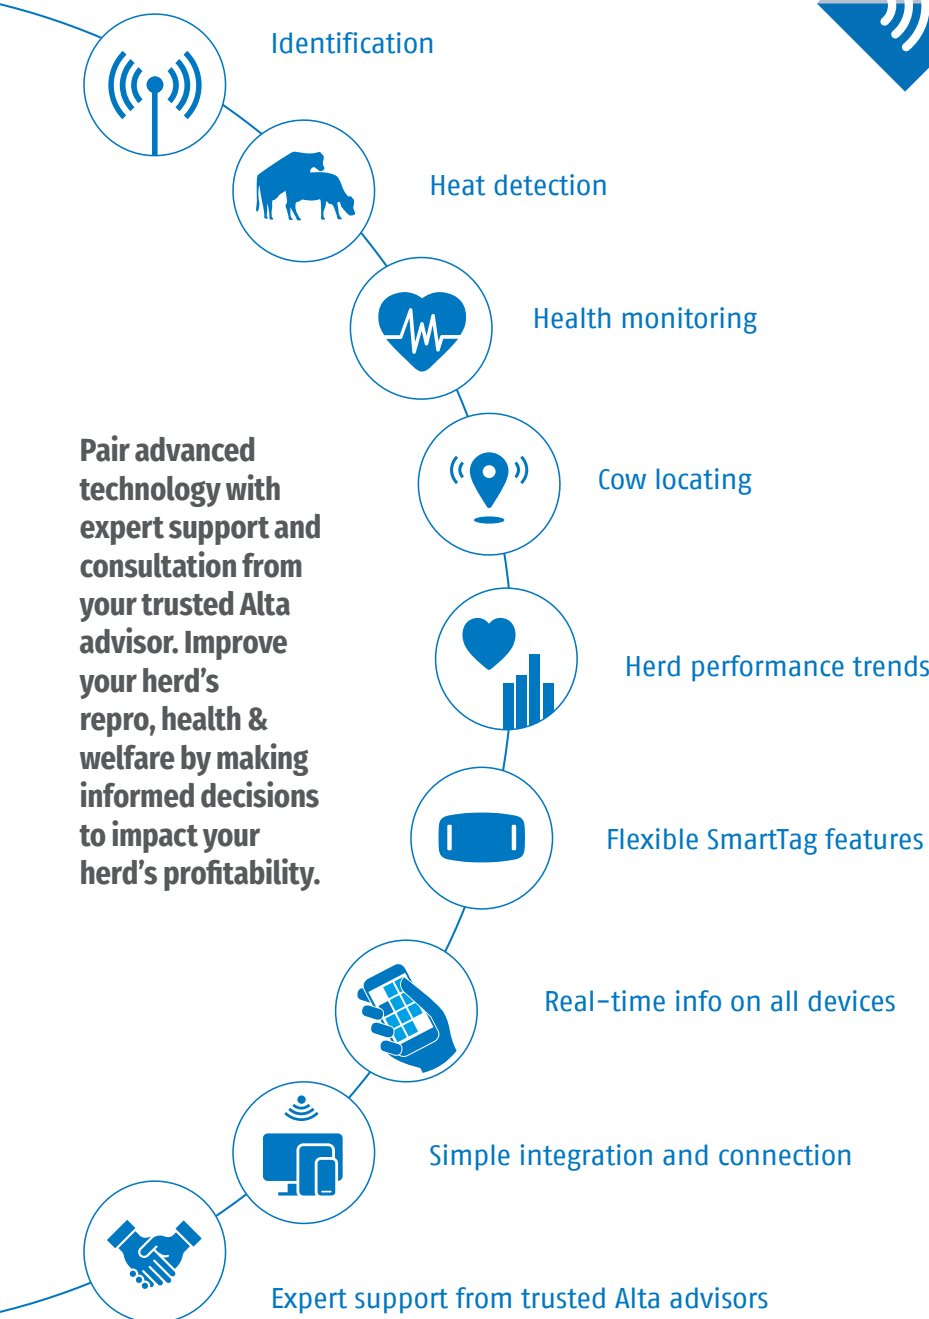 Identification
Heat detection
Health monitoring
Cow locating
Pair advanced
technology with
expert support and
consultation from
your trusted Alta
advisor. Improve
your herd's
repro, health &
welfare by making
informed decisions
to impact your
herd's profitability.
Herd performance trends
Flexible SmartTag features
Real-time info on all devices
Simple integration and connection
Expert support from trusted Alta advisors